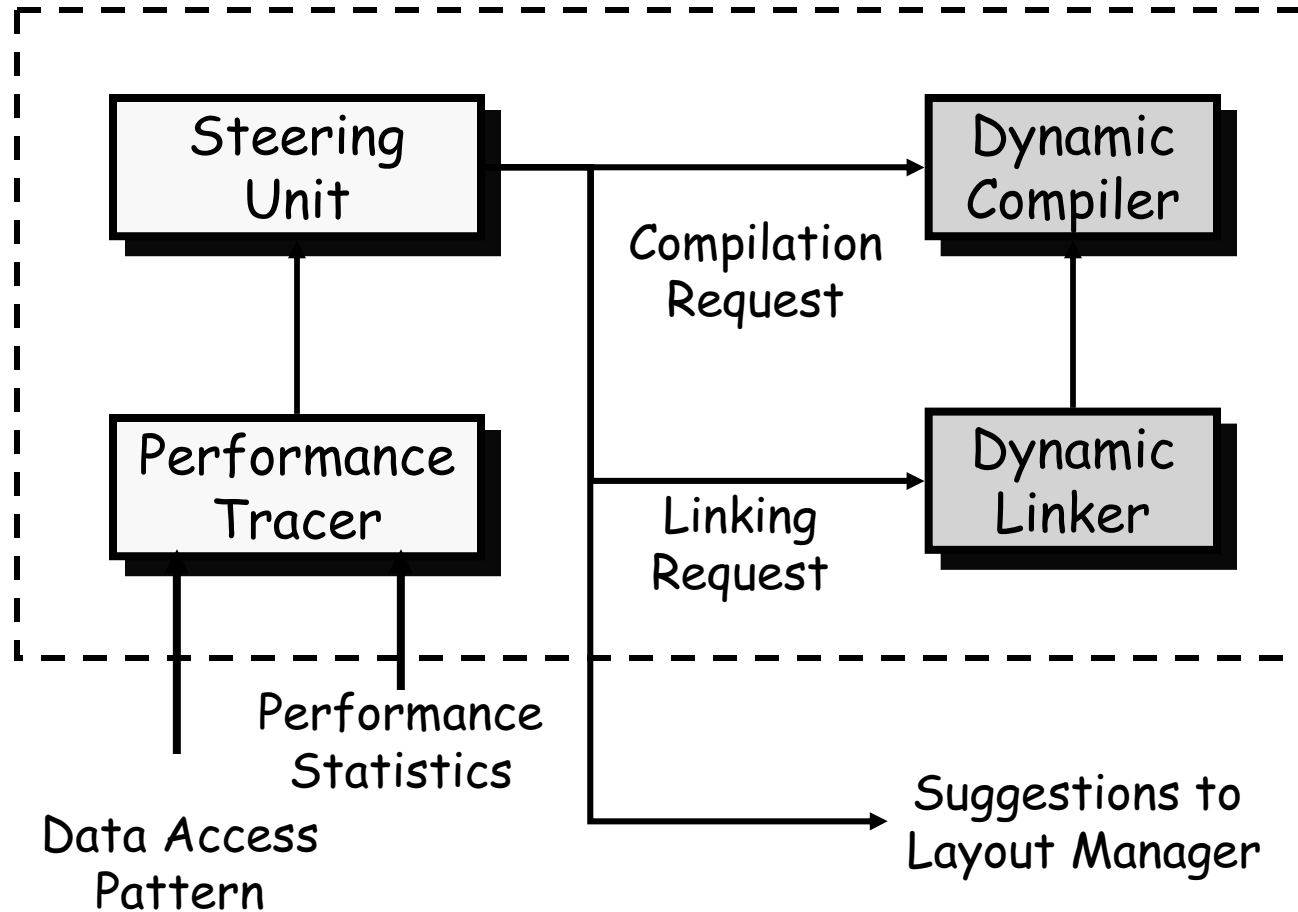 Steering
Unit
Dynamic
Compiler
Compilation
Request
Performance
Tracer
Dynamic
Linker
Linking
Request
Performance
Statistics
Data Access
Pattern
Suggestions to
Layout Manager